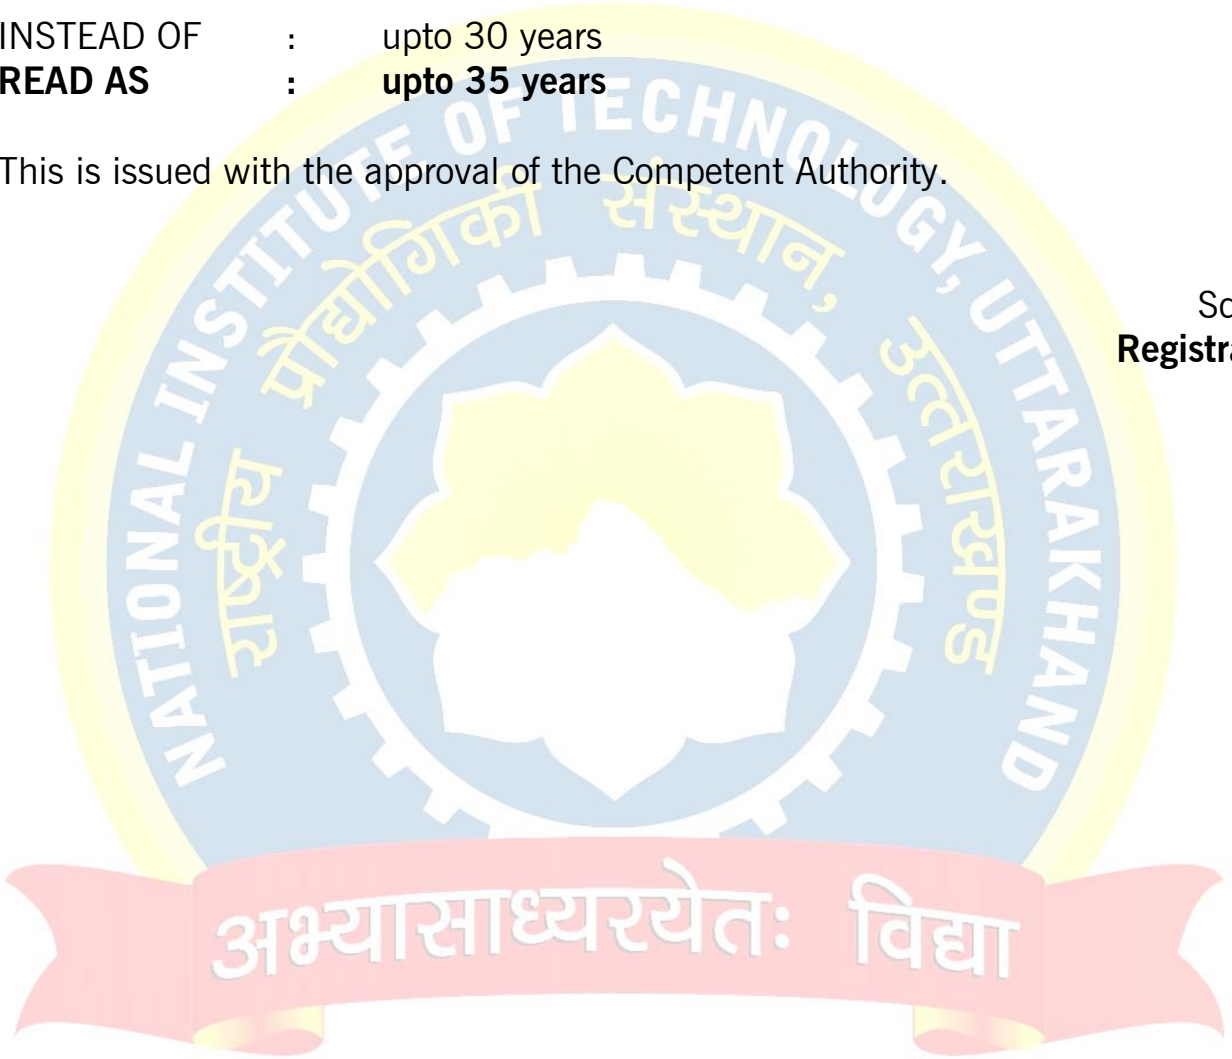 INSTEAD OF : upto 30 years
READ AS : upto 35 years
This is issued with the approval of the Competent Authority.
NATIONAL INSTITUTE OF TECHNOLOGY, UTTARAKHAND
राष्ट्रीय प्रौद्योगिकी संस्थान, उत्तराखण्ड
अभ्यासाध्यरयेतः विद्या